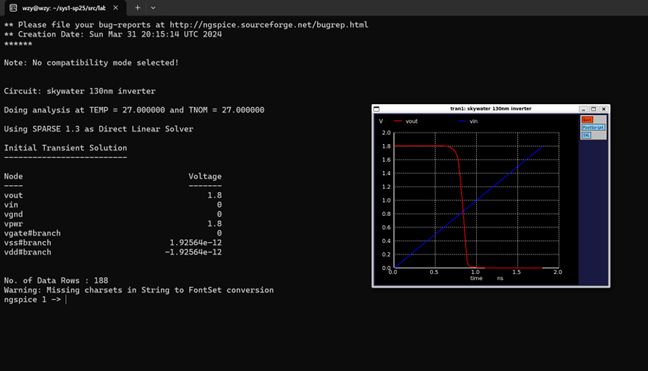 wzy@wzy: ~/sys1-sp25/src/lab
** Please file your bug-reports at http://ngspice.sourceforge.net/bugrep.html
** Creation Date: Sun Mar 31 20:15:14 UTC 2024
******
Note: No compatibility mode selected!
Circuit: skywater 130nm inverter
Doing analysis at TEMP = 27.000000 and TNOM = 27.000000
Using SPARSE 1.3 as Direct Linear Solver
Initial Transient Solution
--------------------------
Node Voltage
---- -------
vout 1.8
vin 0
vgnd 0
vpwr 1.8
vgate#branch 0
vss#branch 1.92564e-12
vdd#branch -1.92564e-12
No. of Data Rows : 188
Warning: Missing charsets in String to FontSet conversion
ngspice 1 ->
tran1: skywater 130nm inverter
V vout vin
2.0
1.8
1.6
1.4
1.2
1.0
0.8
0.6
0.4
0.2
0.0
0.0 0.5 1.0 1.5 2.0
time ns